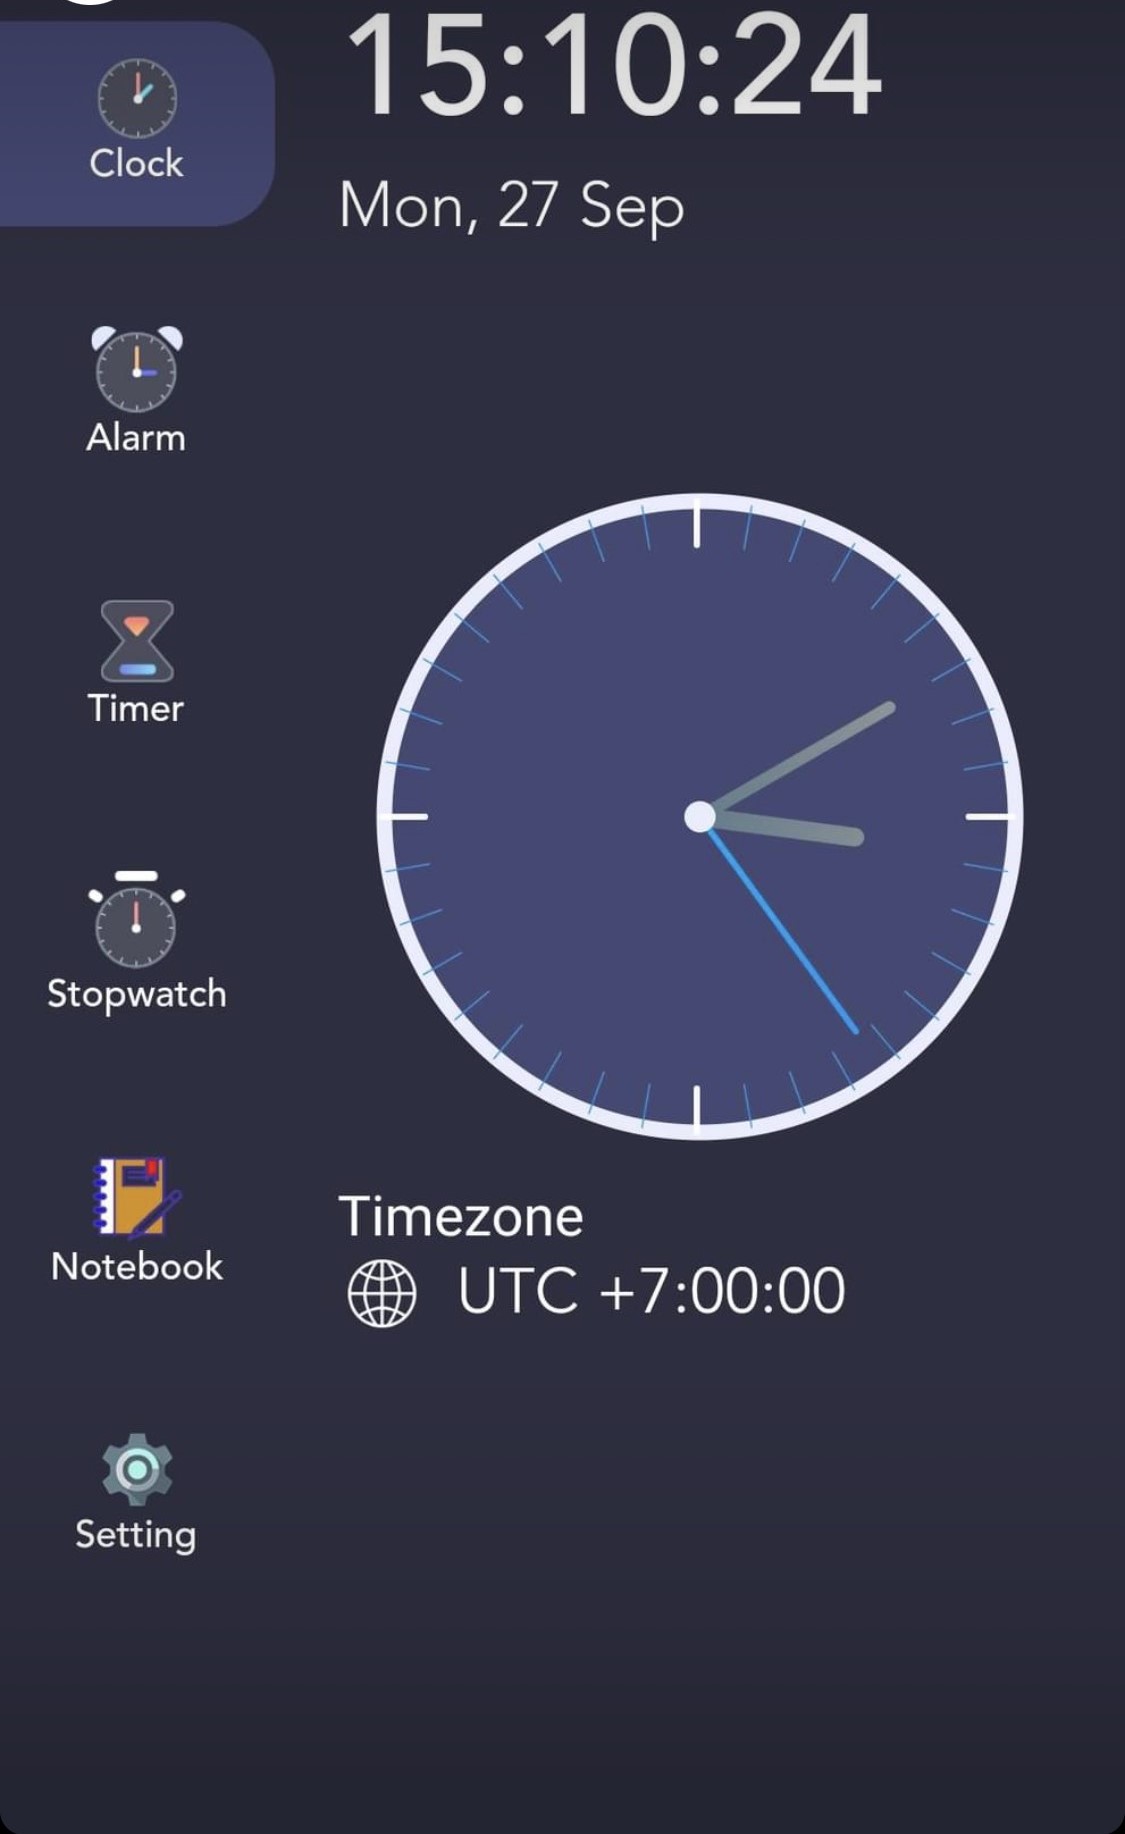 15:10:24
Mon, 27 Sep
Clock
Alarm
Timer
Stopwatch
Notebook
Setting
Timezone
UTC +7:00:00